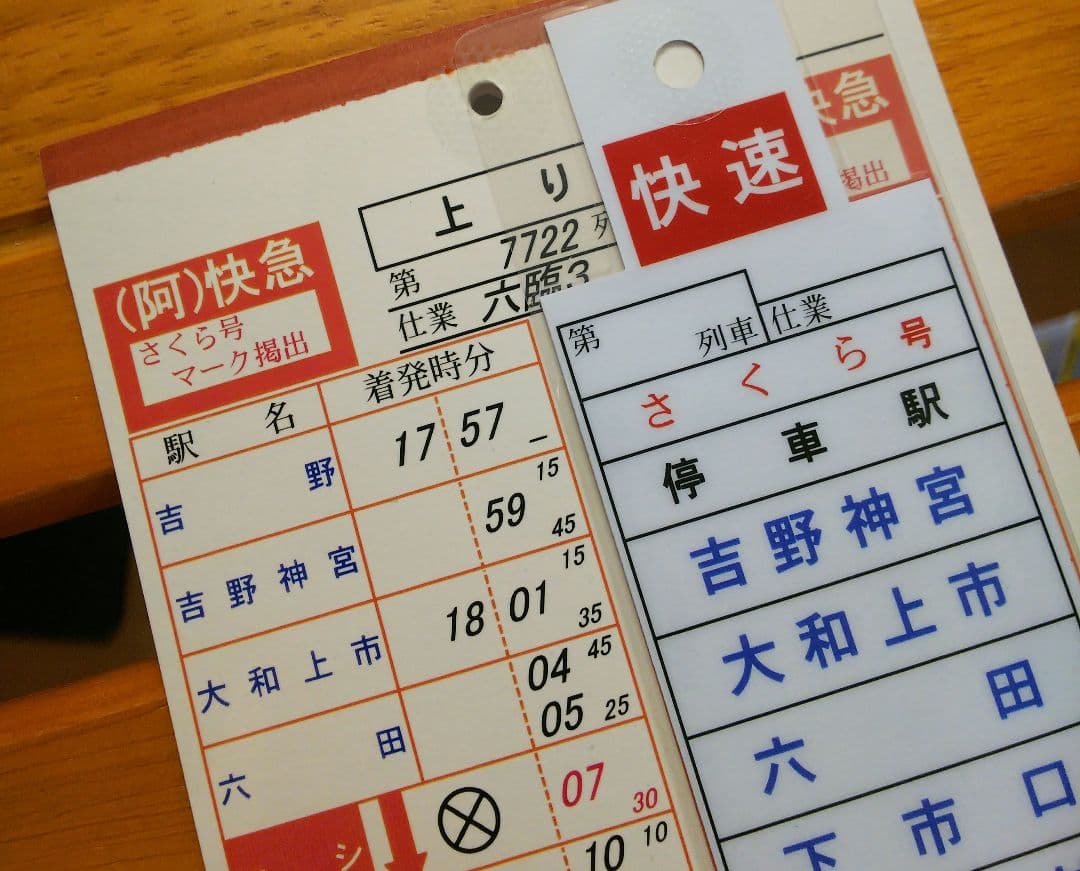 (阿)快急
さくら号
マーク掲出
上り
第 7722 列
仕業 六臨3
駅名 着発時分
吉野 17 57 –
吉野神宮 59 15 45
大和上市 18 01 15 35
六田 04 45
05 25
07 30
10 10
シ
快急
掲出
快速
第 列車 仕業
さくら号
停車駅
吉野神宮
大和上市
六田
下市口